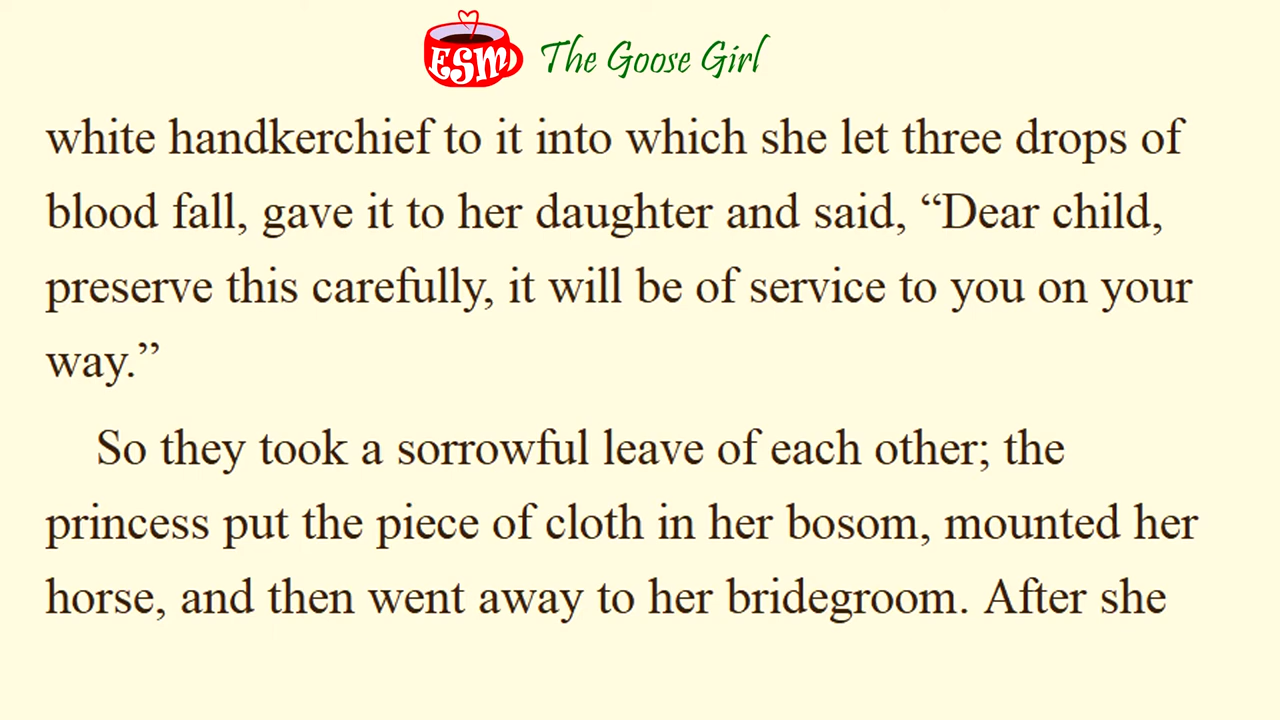 ESM The Goose Girl
white handkerchief to it into which she let three drops of
blood fall, gave it to her daughter and said, “Dear child,
preserve this carefully, it will be of service to you on your
way.”
So they took a sorrowful leave of each other; the
princess put the piece of cloth in her bosom, mounted her
horse, and then went away to her bridegroom. After she